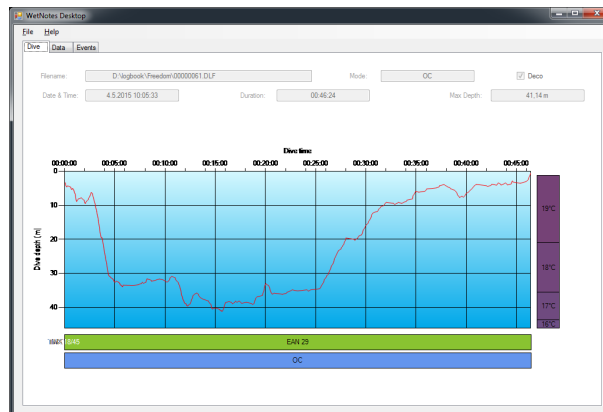 WetNotes Desktop
File Help
Dive Data Events
Filename: D:\logbook\Freedom\00000061.DLF Mode: OC Deco
Date & Time: 4.5.2015 10:05:33 Duration: 00:46:24 Max Depth: 41,14 m
Dive time
00:00:00 00:05:00 00:10:00 00:15:00 00:20:00 00:25:00 00:30:00 00:35:00 00:40:00 00:45:00
0
10
20
30
40
Dive depth [m]
19°C
18°C
17°C
16°C
18/45 EAN 29
OC